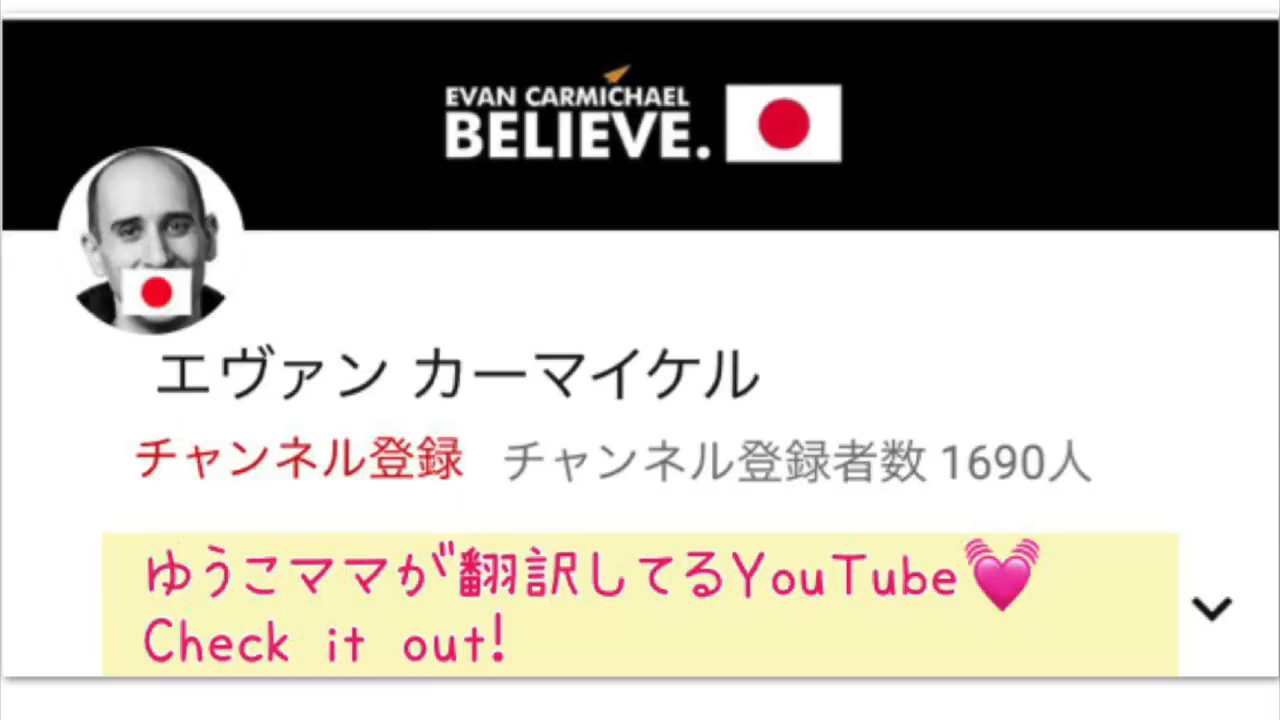 EVAN CARMICHAEL
BELIEVE.
エヴァン カーマイケル
チャンネル登録 チャンネル登録者数 1690人
ゆうこママが翻訳してるYouTube💓
Check it out!